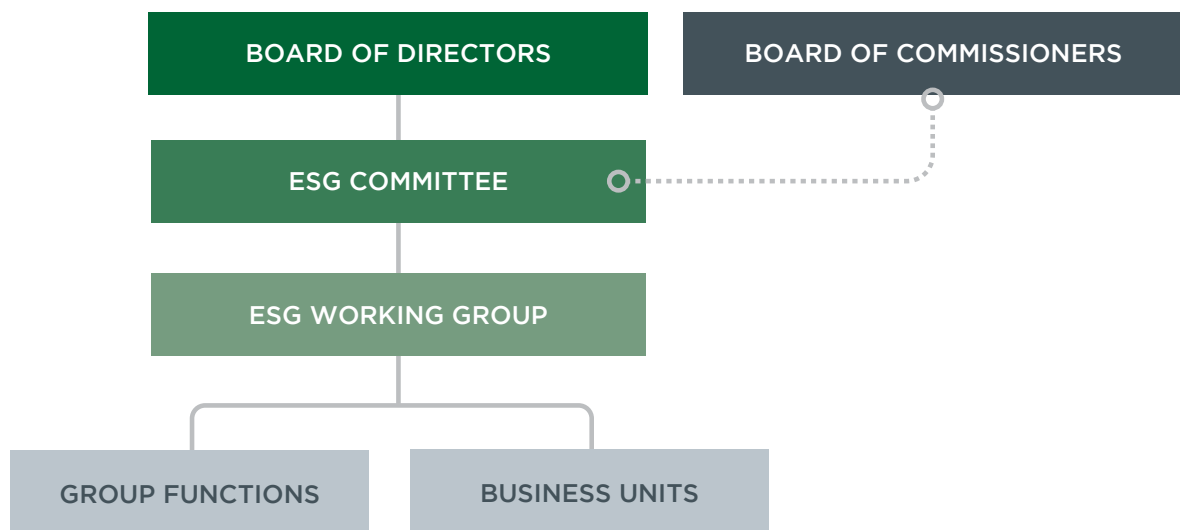 BOARD OF DIRECTORS
BOARD OF COMMISSIONERS
ESG COMMITTEE
ESG WORKING GROUP
GROUP FUNCTIONS
BUSINESS UNITS